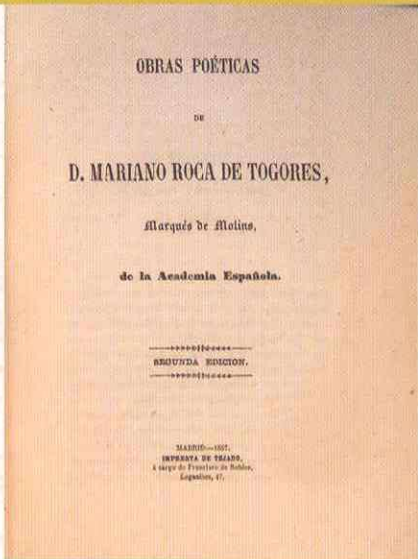 OBRAS POÉTICAS
DE
D. MARIANO ROCA DE TOGORES,
Marqués de Molins,
de la Academia Española.
SEGUNDA EDICION.
MADRID:—1857.
IMPRENTA DE TEJADO,
á cargo de Francisco de Robles,
Leganitos, 47.